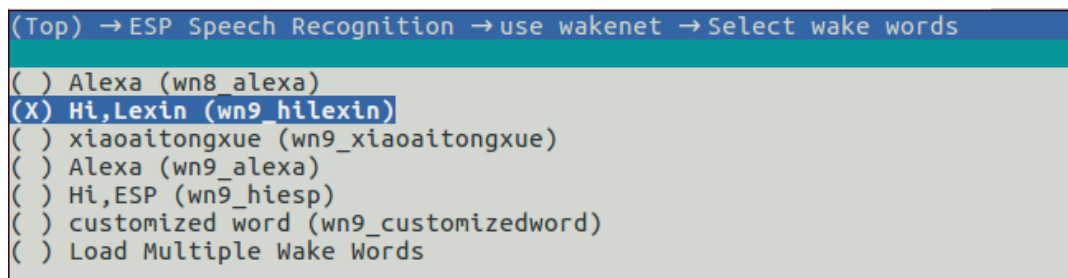 (Top) → ESP Speech Recognition → use wakenet → Select wake words
( ) Alexa (wn8_alexa)
(X) Hi,Lexin (wn9_hilexin)
( ) xiaoaitongxue (wn9_xiaoaitongxue)
( ) Alexa (wn9_alexa)
( ) Hi,ESP (wn9_hiesp)
( ) customized word (wn9_customizedword)
( ) Load Multiple Wake Words